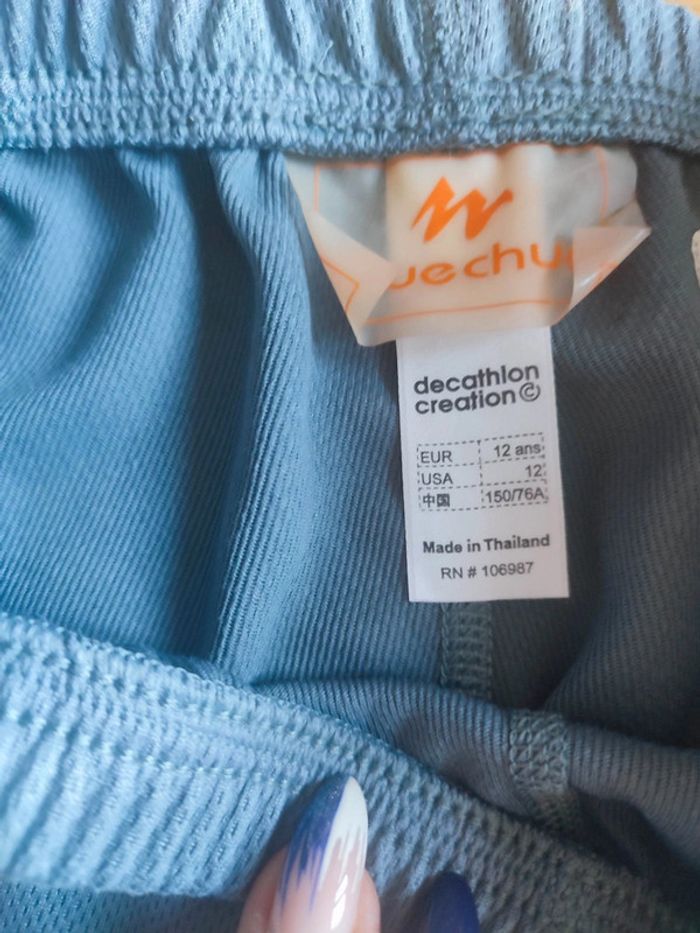 decathlon
creation©
EUR 12 ans
USA 12
中国 150/76A
Made in Thailand
RN # 106987